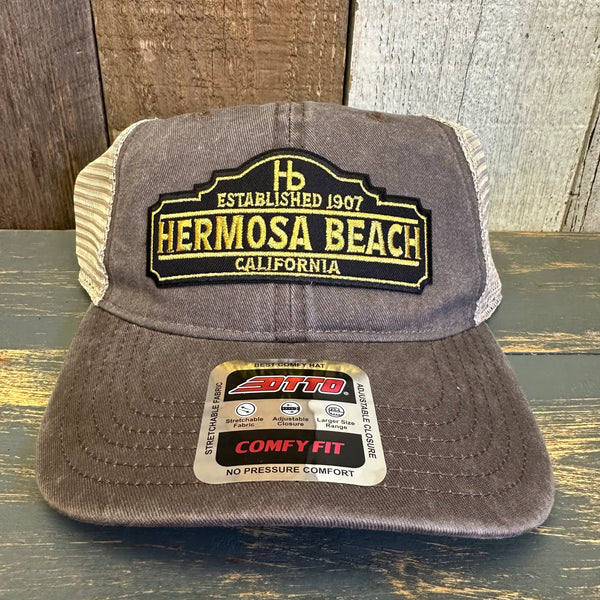 Hb
ESTABLISHED 1907
HERMOSA BEACH
CALIFORNIA
BEST COMFY HAT
STRETCHABLE FABRIC
OTTO®
ADJUSTABLE CLOSURE
Stretchable Fabric
Adjustable Closure
Larger Size Range
COMFY FIT
NO PRESSURE COMFORT